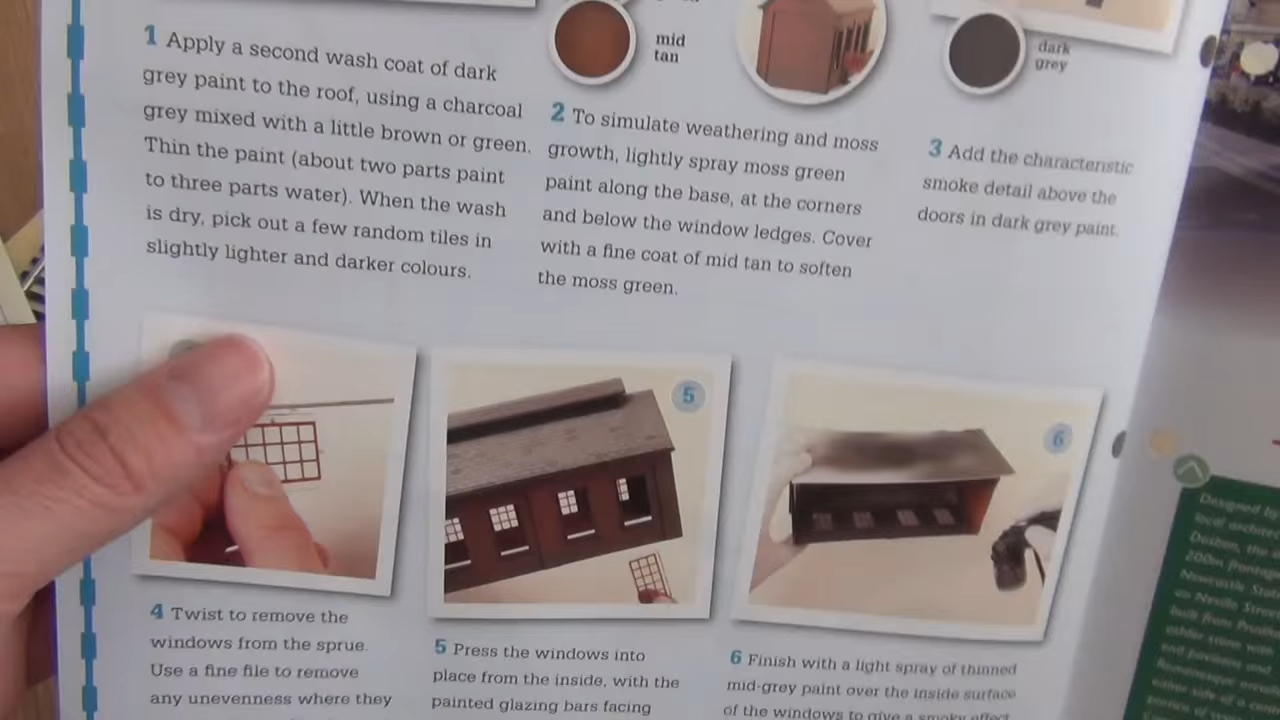 mid
tan
dark
grey
1 Apply a second wash coat of dark
grey paint to the roof, using a charcoal
grey mixed with a little brown or green.
Thin the paint (about two parts paint
to three parts water). When the wash
is dry, pick out a few random tiles in
slightly lighter and darker colours.
2 To simulate weathering and moss
growth, lightly spray moss green
paint along the base, at the corners
and below the window ledges. Cover
with a fine coat of mid tan to soften
the moss green.
3 Add the characteristic
smoke detail above the
doors in dark grey paint.
5
6
4 Twist to remove the
windows from the sprue.
Use a fine file to remove
any unevenness where they
5 Press the windows into
place from the inside, with the
painted glazing bars facing
6 Finish with a light spray of thinned
mid-grey paint over the inside surface
of the windows to give a smoky effect
Designed by
local
Dobson, the
200m frontage
Newcastle
on Neville Street
built from